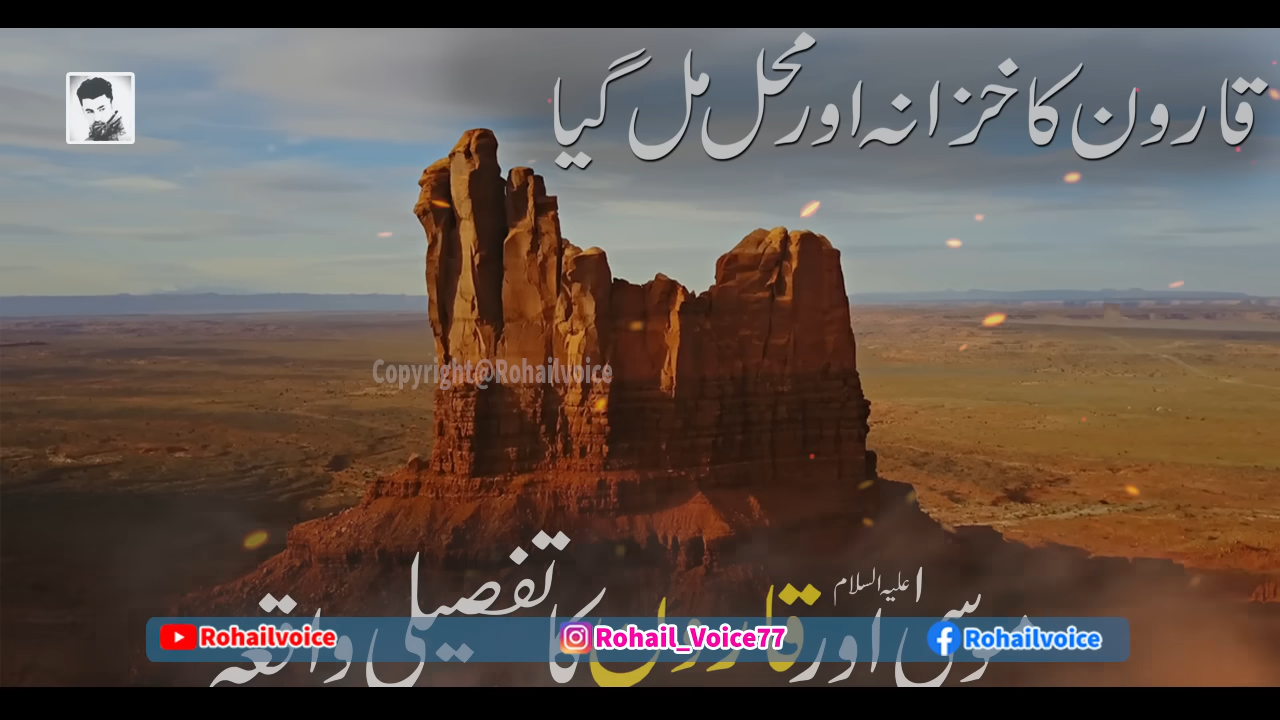 قارون کا خزانہ اور محل مل گیا
Copyright@Rohailvoice
موسیٰ علیہ السلام اور قارون کا تفصیلی واقعہ
Rohailvoice Rohail_Voice77 Rohailvoice